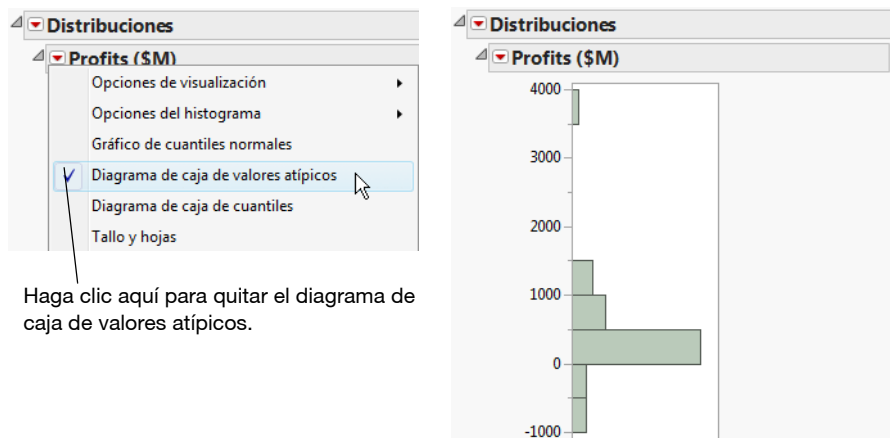 Distribuciones
Profits ($M)
Opciones de visualización
Opciones del histograma
Gráfico de cuantiles normales
Diagrama de caja de valores atípicos
Diagrama de caja de cuantiles
Tallo y hojas
Haga clic aquí para quitar el diagrama de
caja de valores atípicos.
Distribuciones
Profits ($M)
4000
3000
2000
1000
0
-1000